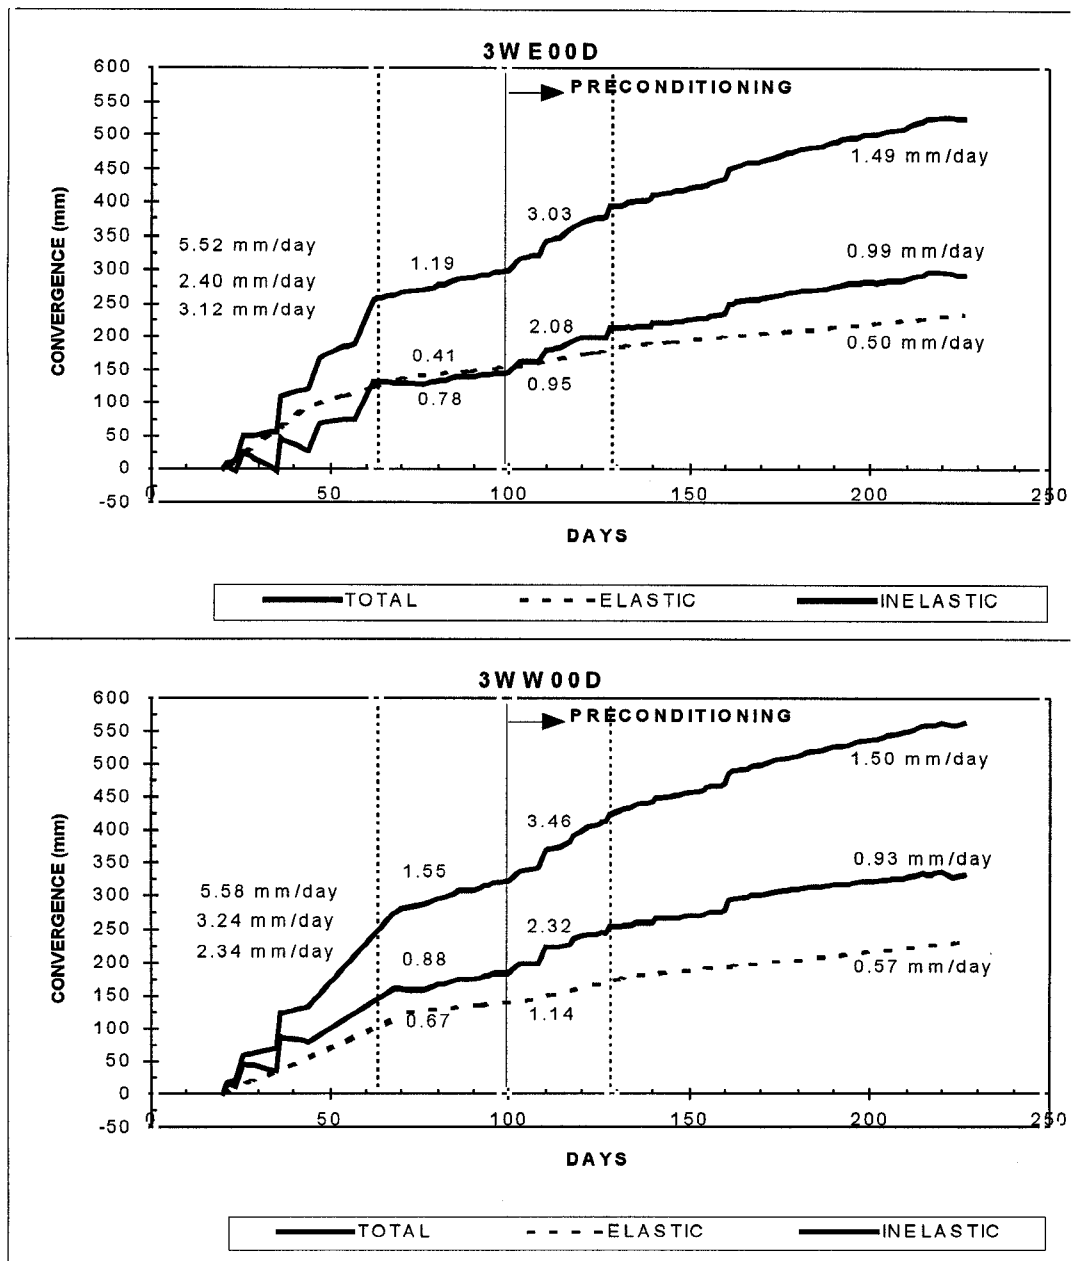 3WE00D
PRECONDITIONING
600
550
500
450
400
350
300
250
200
150
100
50
0
-50
CONVERGENCE (mm)
5.52 mm/day
2.40 mm/day
3.12 mm/day
1.19
0.41
0.78
3.03
2.08
0.95
1.49 mm/day
0.99 mm/day
0.50 mm/day
0 50 100 150 200 250
DAYS
TOTAL ELASTIC INELASTIC
3WW00D
PRECONDITIONING
600
550
500
450
400
350
300
250
200
150
100
50
0
-50
CONVERGENCE (mm)
5.58 mm/day
3.24 mm/day
2.34 mm/day
1.55
0.88
0.67
3.46
2.32
1.14
1.50 mm/day
0.93 mm/day
0.57 mm/day
0 50 100 150 200 250
DAYS
TOTAL ELASTIC INELASTIC